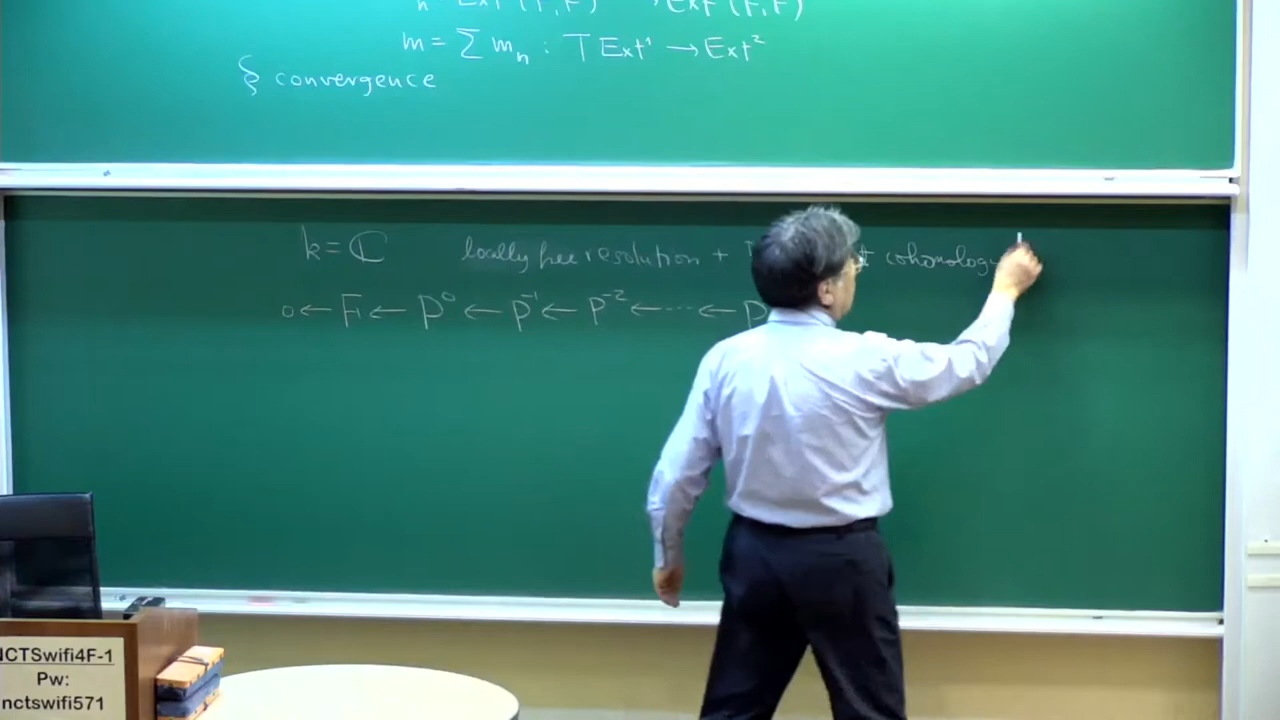 Ext (F, F) → Ext (F, F)
m = Σ mₙ : T Ext¹ → Ext²
§ convergence
k = ℂ locally free resolution + cohomology
0 ← F ← P⁰ ← P⁻¹ ← P⁻² ← ⋯ ← P
NCTSwifi4F-1
Pw:
nctswifi571